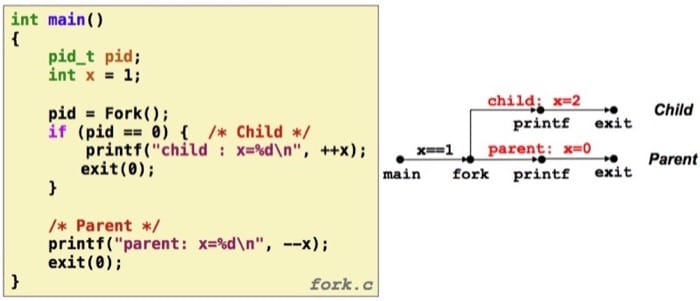 int main()
{
    pid_t pid;
    int x = 1;

    pid = Fork();
    if (pid == 0) {  /* Child */
        printf("child : x=%d\n", ++x);
        exit(0);
    }

    /* Parent */
    printf("parent: x=%d\n", --x);
    exit(0);
}
fork.c
child: x=2
Child
printf exit
x==1 parent: x=0
Parent
main fork printf exit